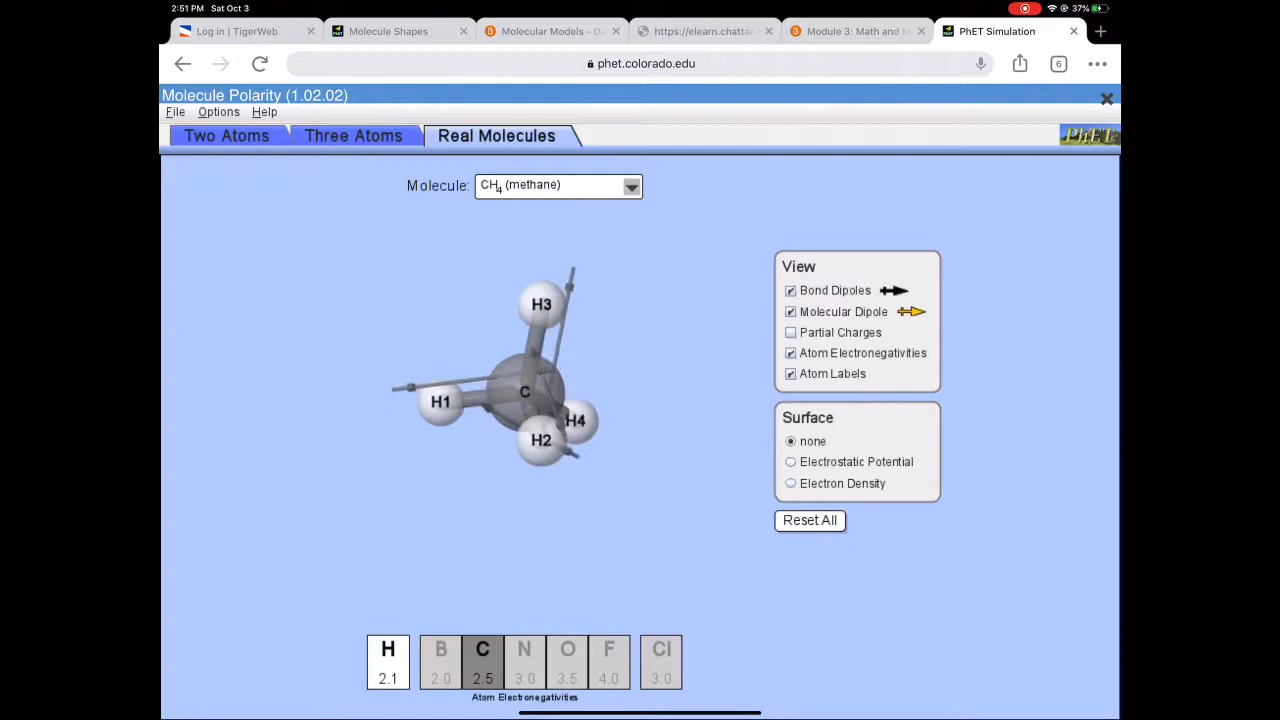 2:51 PM Sat Oct 3
37%
Log in | TigerWeb
Module Shapes
Molecular Models - D
https://elearn.chattan
Module 3: Math and M
PhET Simulation
phet.colorado.edu
6
Molecule Polarity (1.02.02)
File Options Help
Two Atoms
Three Atoms
Real Molecules
PhET
Molecule: CH4 (methane)
H3
C
H1
H4
H2
View
Bond Dipoles
Molecular Dipole
Partial Charges
Atom Electronegativities
Atom Labels
Surface
none
Electrostatic Potential
Electron Density
Reset All
H B C N O F Cl
2.1 2.0 2.5 3.0 3.5 4.0 3.0
Atom Electronegativities